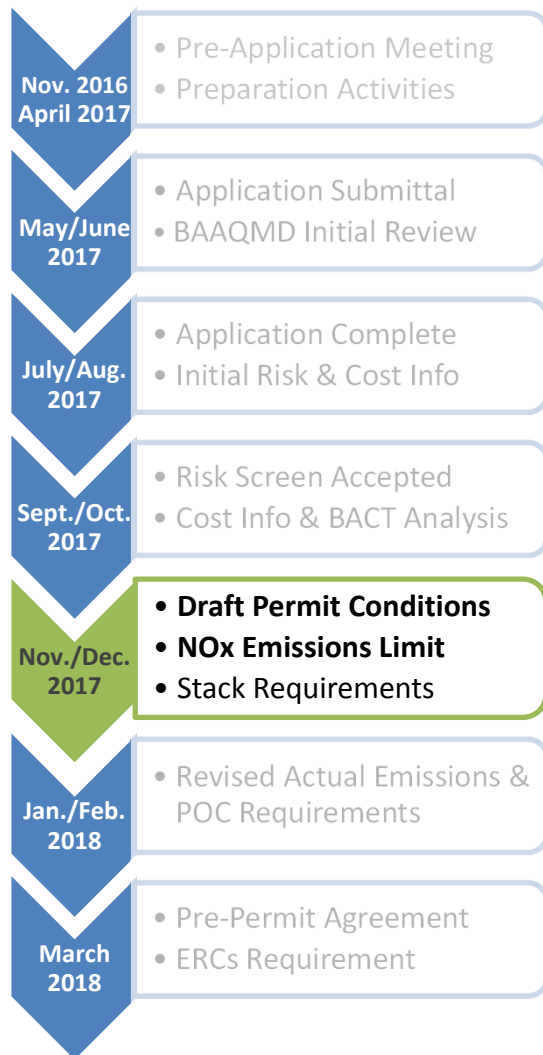 Nov. 2016
April 2017
• Pre-Application Meeting
• Preparation Activities
May/June
2017
• Application Submittal
• BAAQMD Initial Review
July/Aug.
2017
• Application Complete
• Initial Risk & Cost Info
Sept./Oct.
2017
• Risk Screen Accepted
• Cost Info & BACT Analysis
Nov./Dec.
2017
• Draft Permit Conditions
• NOx Emissions Limit
• Stack Requirements
Jan./Feb.
2018
• Revised Actual Emissions &
POC Requirements
March
2018
• Pre-Permit Agreement
• ERCs Requirement